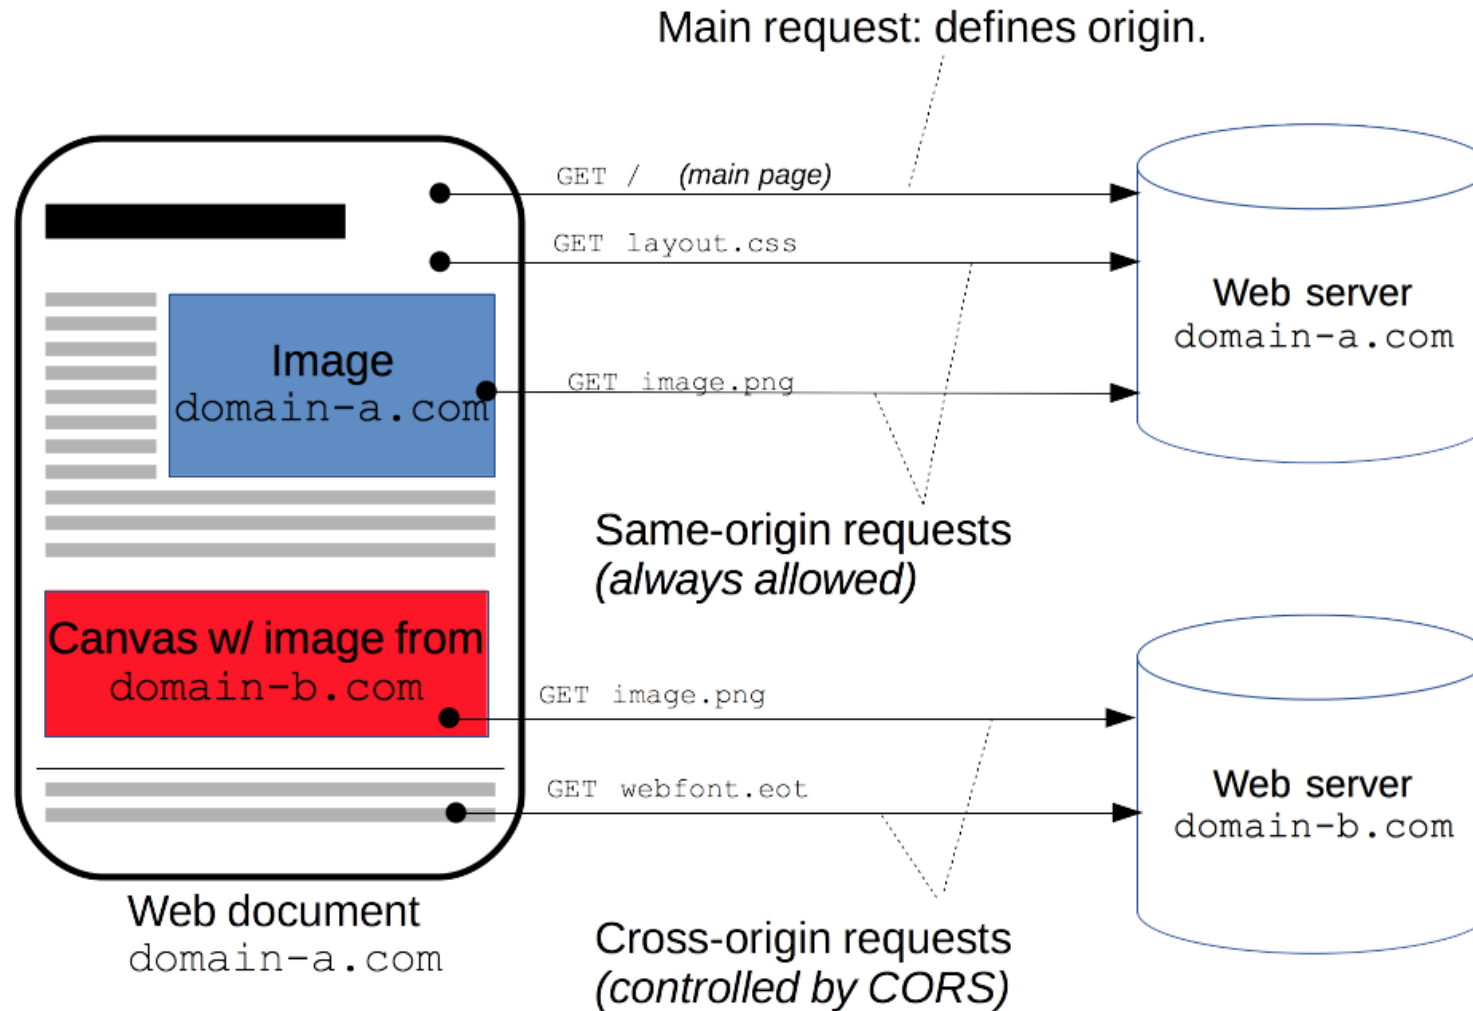 Main request: defines origin.
GET / (main page)
GET layout.css
Web server
domain-a.com
Image
domain-a.com
GET image.png
Same-origin requests
(always allowed)
Canvas w/ image from
domain-b.com
GET image.png
GET webfont.eot
Web server
domain-b.com
Web document
domain-a.com
Cross-origin requests
(controlled by CORS)